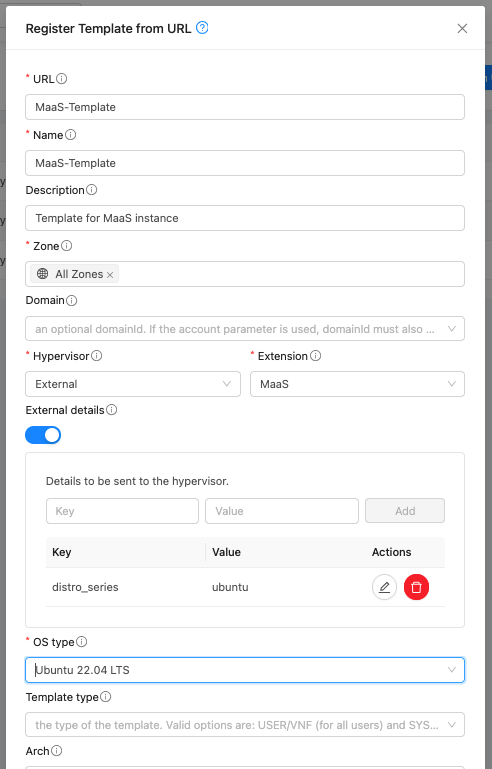 Register Template from URL
* URL
MaaS-Template
* Name
MaaS-Template
Description
Template for MaaS instance
* Zone
All Zones ×
Domain
an optional domainId. If the account parameter is used, domainId must also ...
* Hypervisor * Extension
External MaaS
External details
Details to be sent to the hypervisor.
Key Value Add
Key Value Actions
distro_series ubuntu
* OS type
Ubuntu 22.04 LTS
Template type
the type of the template. Valid options are: USER/VNF (for all users) and SYS...
Arch